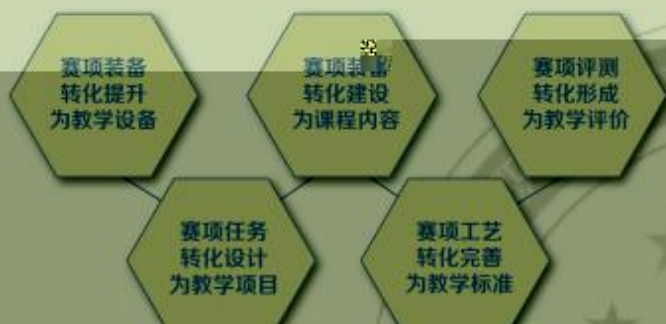 赛项装备
转化提升
为教学设备
赛项装备
转化建设
为课程内容
赛项评测
转化形成
为教学评价
赛项任务
转化设计
为教学项目
赛项工艺
转化完善
为教学标准